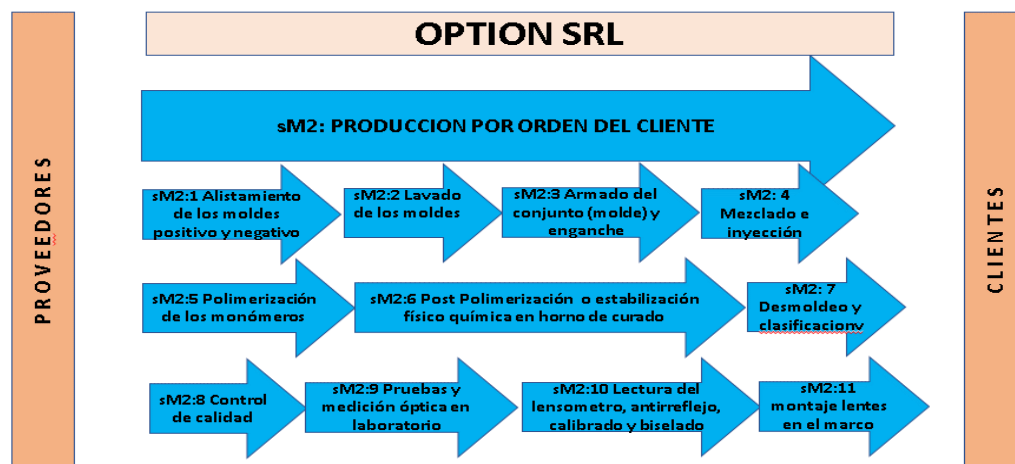 OPTION SRL
PROVEEDORES
sM2: PRODUCCION POR ORDEN DEL CLIENTE
sM2:1 Alistamiento
de los moldes
positivo y negativo
sM2:2 Lavado
de los moldes
sM2:3 Armado del
conjunto (molde) y
enganche
sM2: 4
Mezclado e
inyección
sM2:5 Polimerización
de los monómeros
sM2:6 Post Polimerización o estabilización
físico química en horno de curado
sM2: 7
Desmoldeo y
clasificacionv
sM2:8 Control
de calidad
sM2:9 Pruebas y
medición óptica en
laboratorio
sM2:10 Lectura del
lensometro, antirreflejo,
calibrado y biselado
sM2:11
montaje lentes
en el marco
CLIENTES